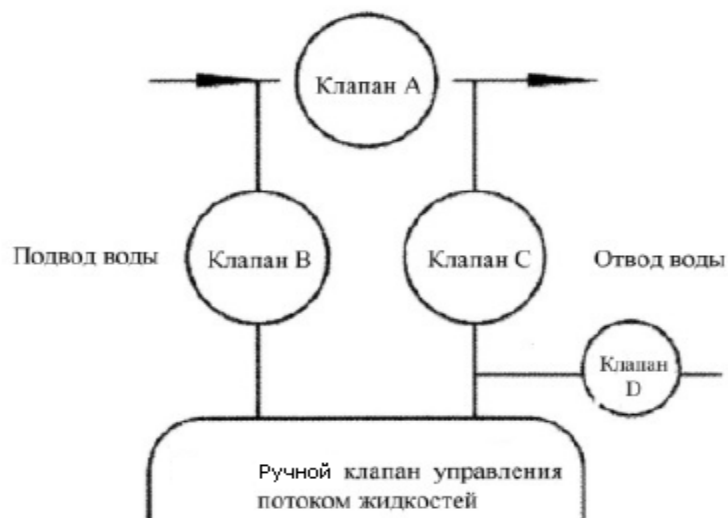 Клапан А
Подвод воды
Клапан В
Клапан С
Отвод воды
Клапан
D
Ручной клапан управления
потоком жидкостей